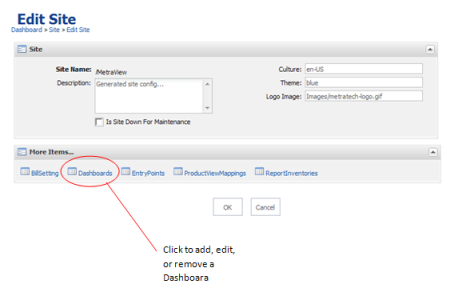 Edit Site
Dashboard » Site » Edit Site
Site
Site Name: /MetraView
Description: Generated site config...
Is Site Down For Maintenance
Culture: en-US
Theme: blue
Logo Image: Images/metratech-logo.gif
More Items...
BillSetting Dashboards EntryPoints ProductViewMappings ReportInventories
OK Cancel
Click to add, edit,
or remove a
Dashboara